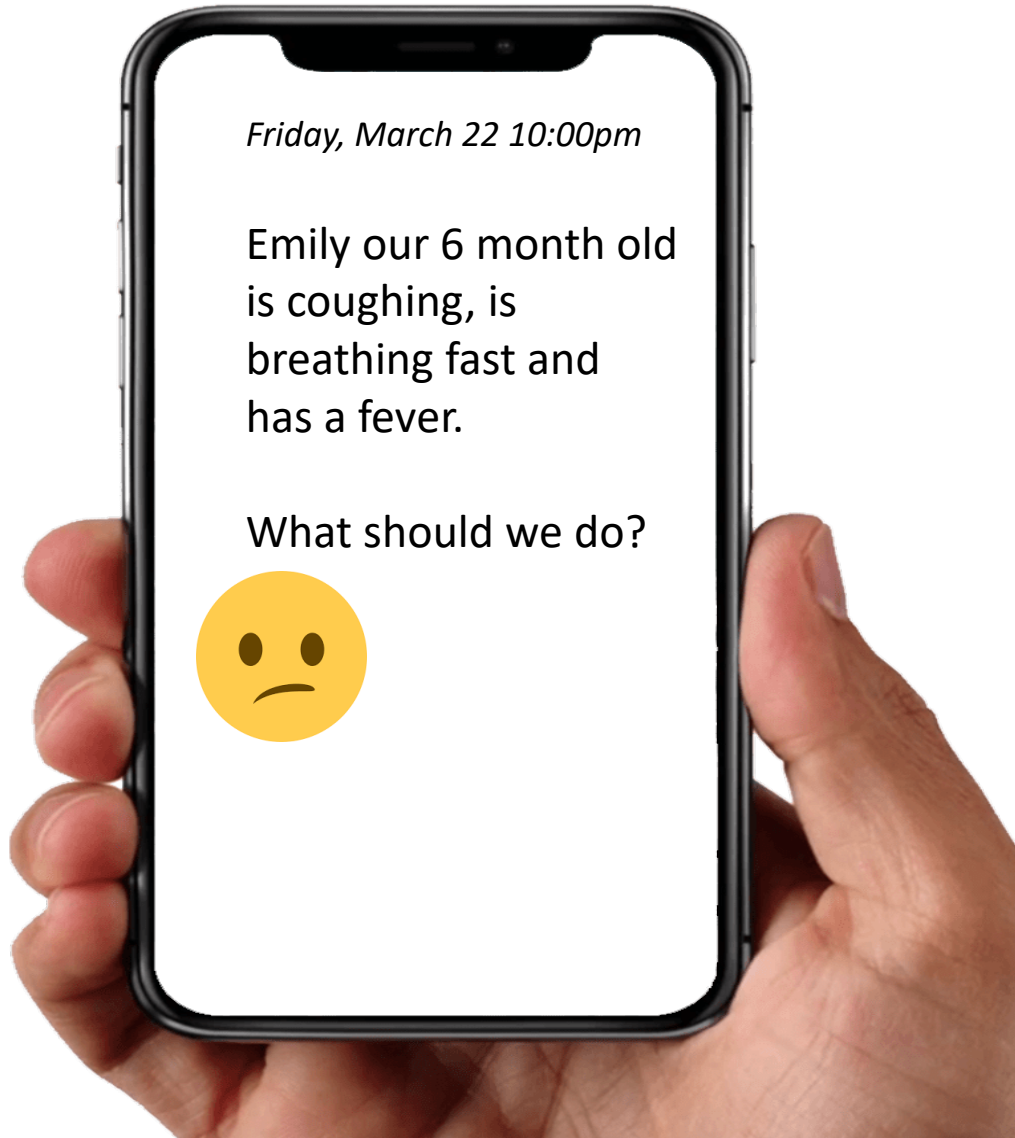 Friday, March 22 10:00pm
Emily our 6 month old
is coughing, is
breathing fast and
has a fever.
What should we do?